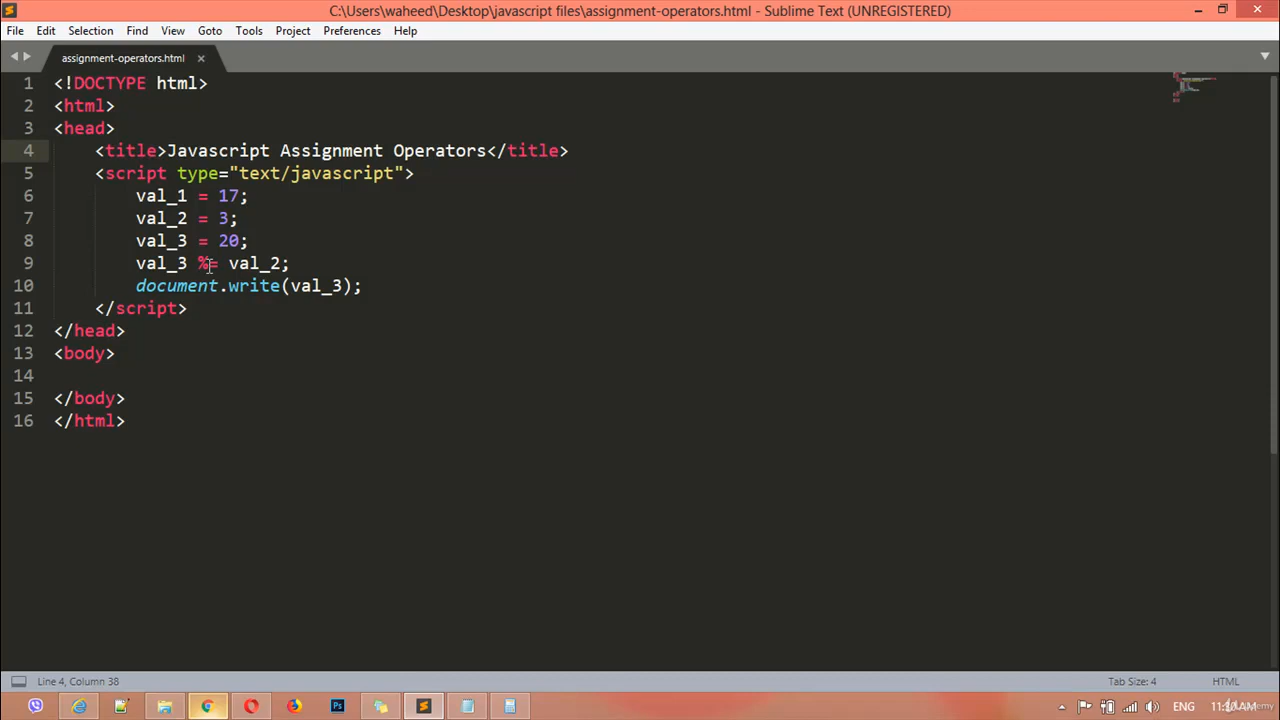 C:\Users\waheed\Desktop\javascript files\assignment-operators.html - Sublime Text (UNREGISTERED)
File Edit Selection Find View Goto Tools Project Preferences Help
assignment-operators.html ×
1 <!DOCTYPE html>
2 <html>
3 <head>
4 <title>Javascript Assignment Operators</title>
5 <script type="text/javascript">
6 val_1 = 17;
7 val_2 = 3;
8 val_3 = 20;
9 val_3 %= val_2;
10 document.write(val_3);
11 </script>
12 </head>
13 <body>
14
15 </body>
16 </html>
Line 4, Column 38 Tab Size: 4 HTML
Ps ENG